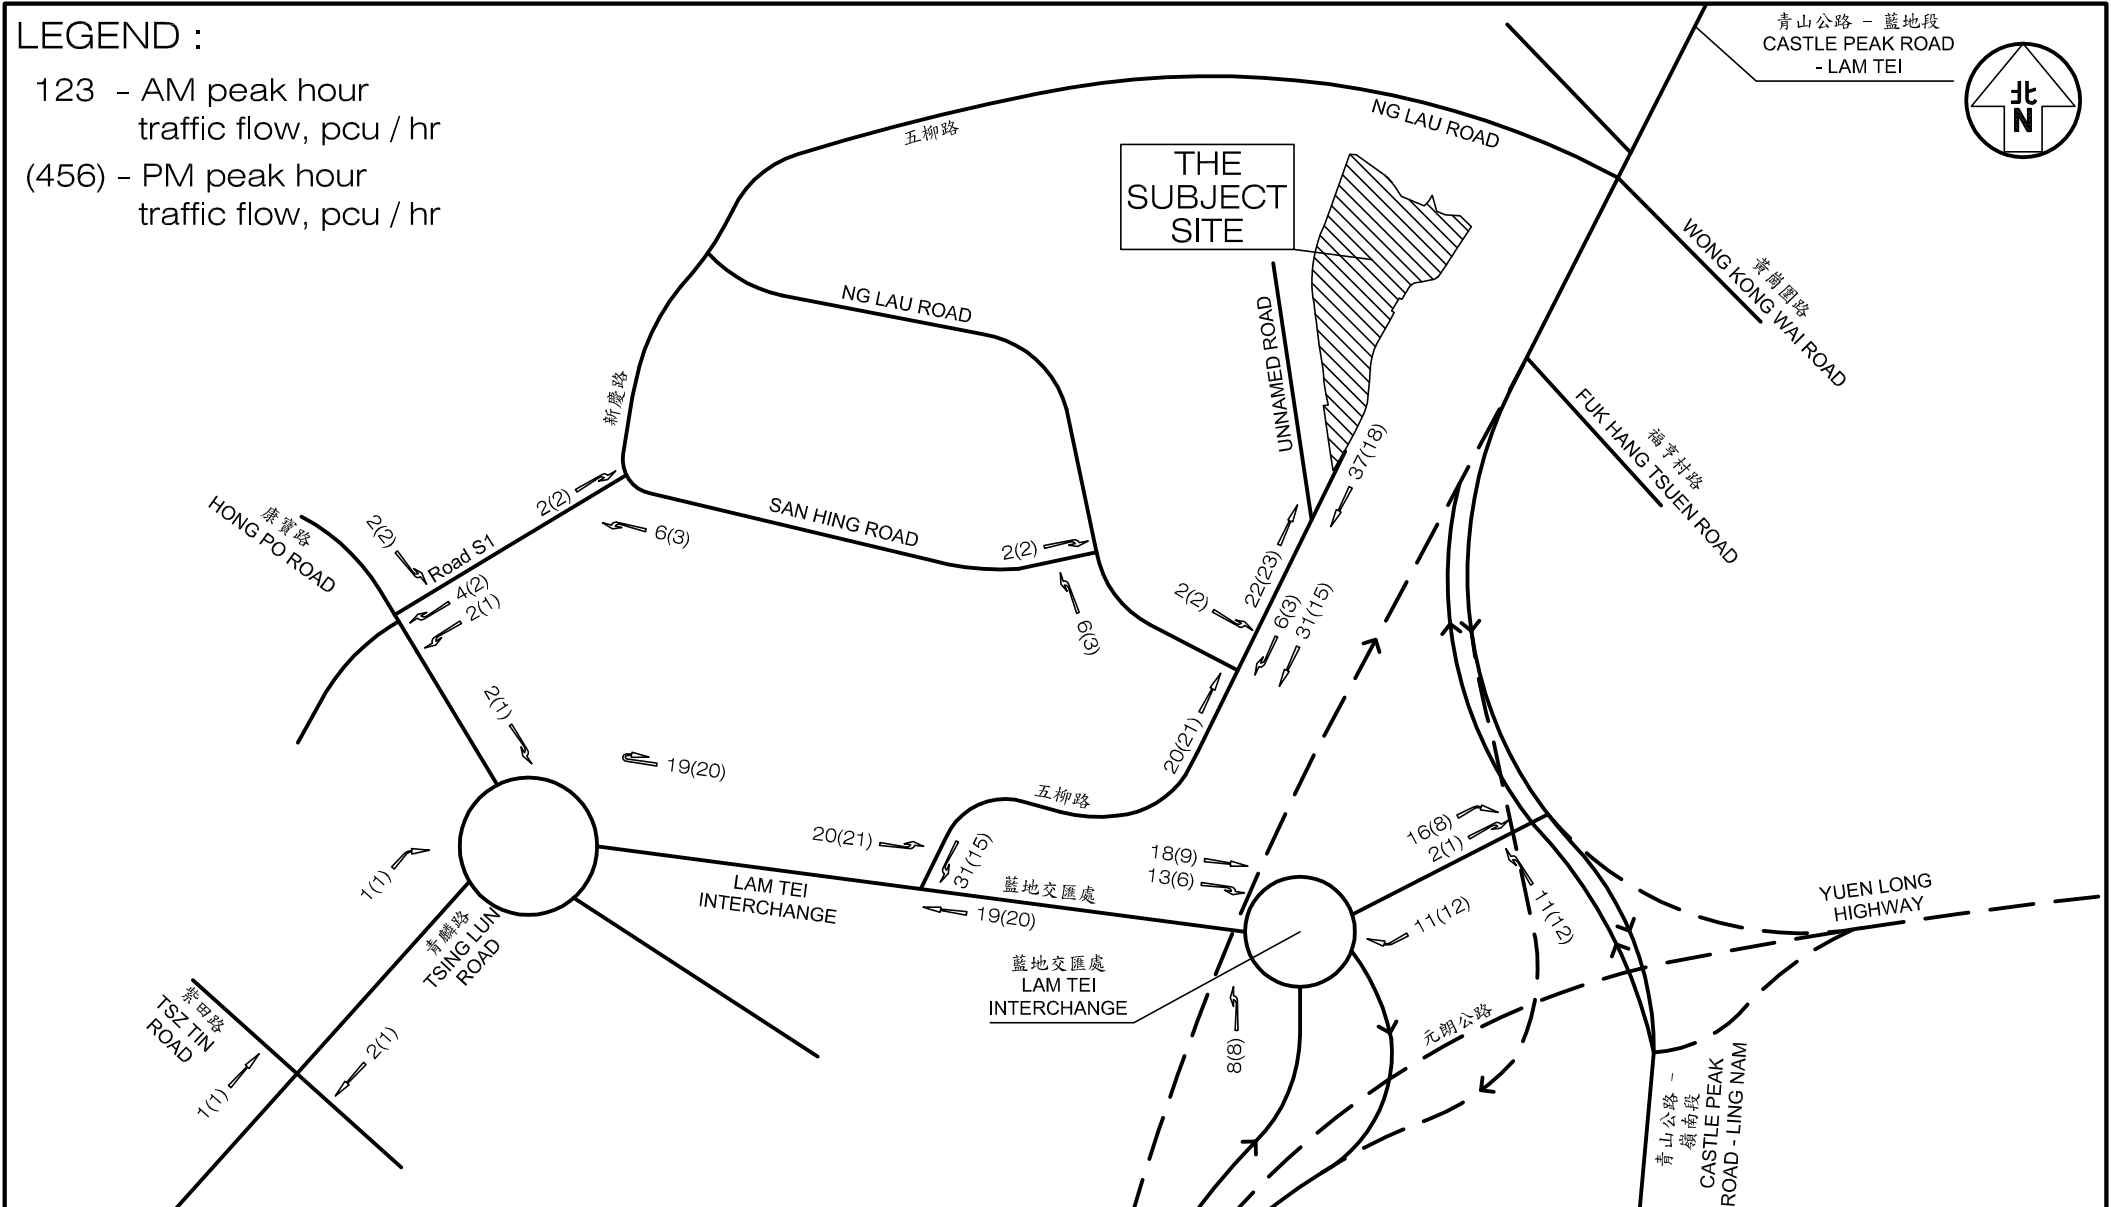 LEGEND :
123 - AM peak hour
traffic flow, pcu / hr
(456) - PM peak hour
traffic flow, pcu / hr
青山公路 - 藍地段
CASTLE PEAK ROAD
- LAM TEI
北
N
五柳路
NG LAU ROAD
THE
SUBJECT
SITE
WONG KONG WAI ROAD
黃崗圍路
NG LAU ROAD
UNNAMED ROAD
新慶路
FUK HANG TSUEN ROAD
福亨村路
37(18)
2(2)
SAN HING ROAD
6(3)
康寶路
HONG PO ROAD
2(2)
Road S1
4(2)
2(1)
2(2)
6(3)
2(2)
22(23)
6(3)
31(15)
2(1)
20(21)
19(20)
五柳路
20(21)
31(15)
18(9)
13(6)
16(8)
2(1)
1(1)
LAM TEI
INTERCHANGE
藍地交匯處
19(20)
11(12)
11(12)
YUEN LONG
HIGHWAY
青麟路
TSING LUN
ROAD
藍地交匯處
LAM TEI
INTERCHANGE
紫田路
TSZ TIN
ROAD
元朗公路
8(8)
1(1)
2(1)
青山公路 -
嶺南段
CASTLE PEAK
ROAD - LING NAM